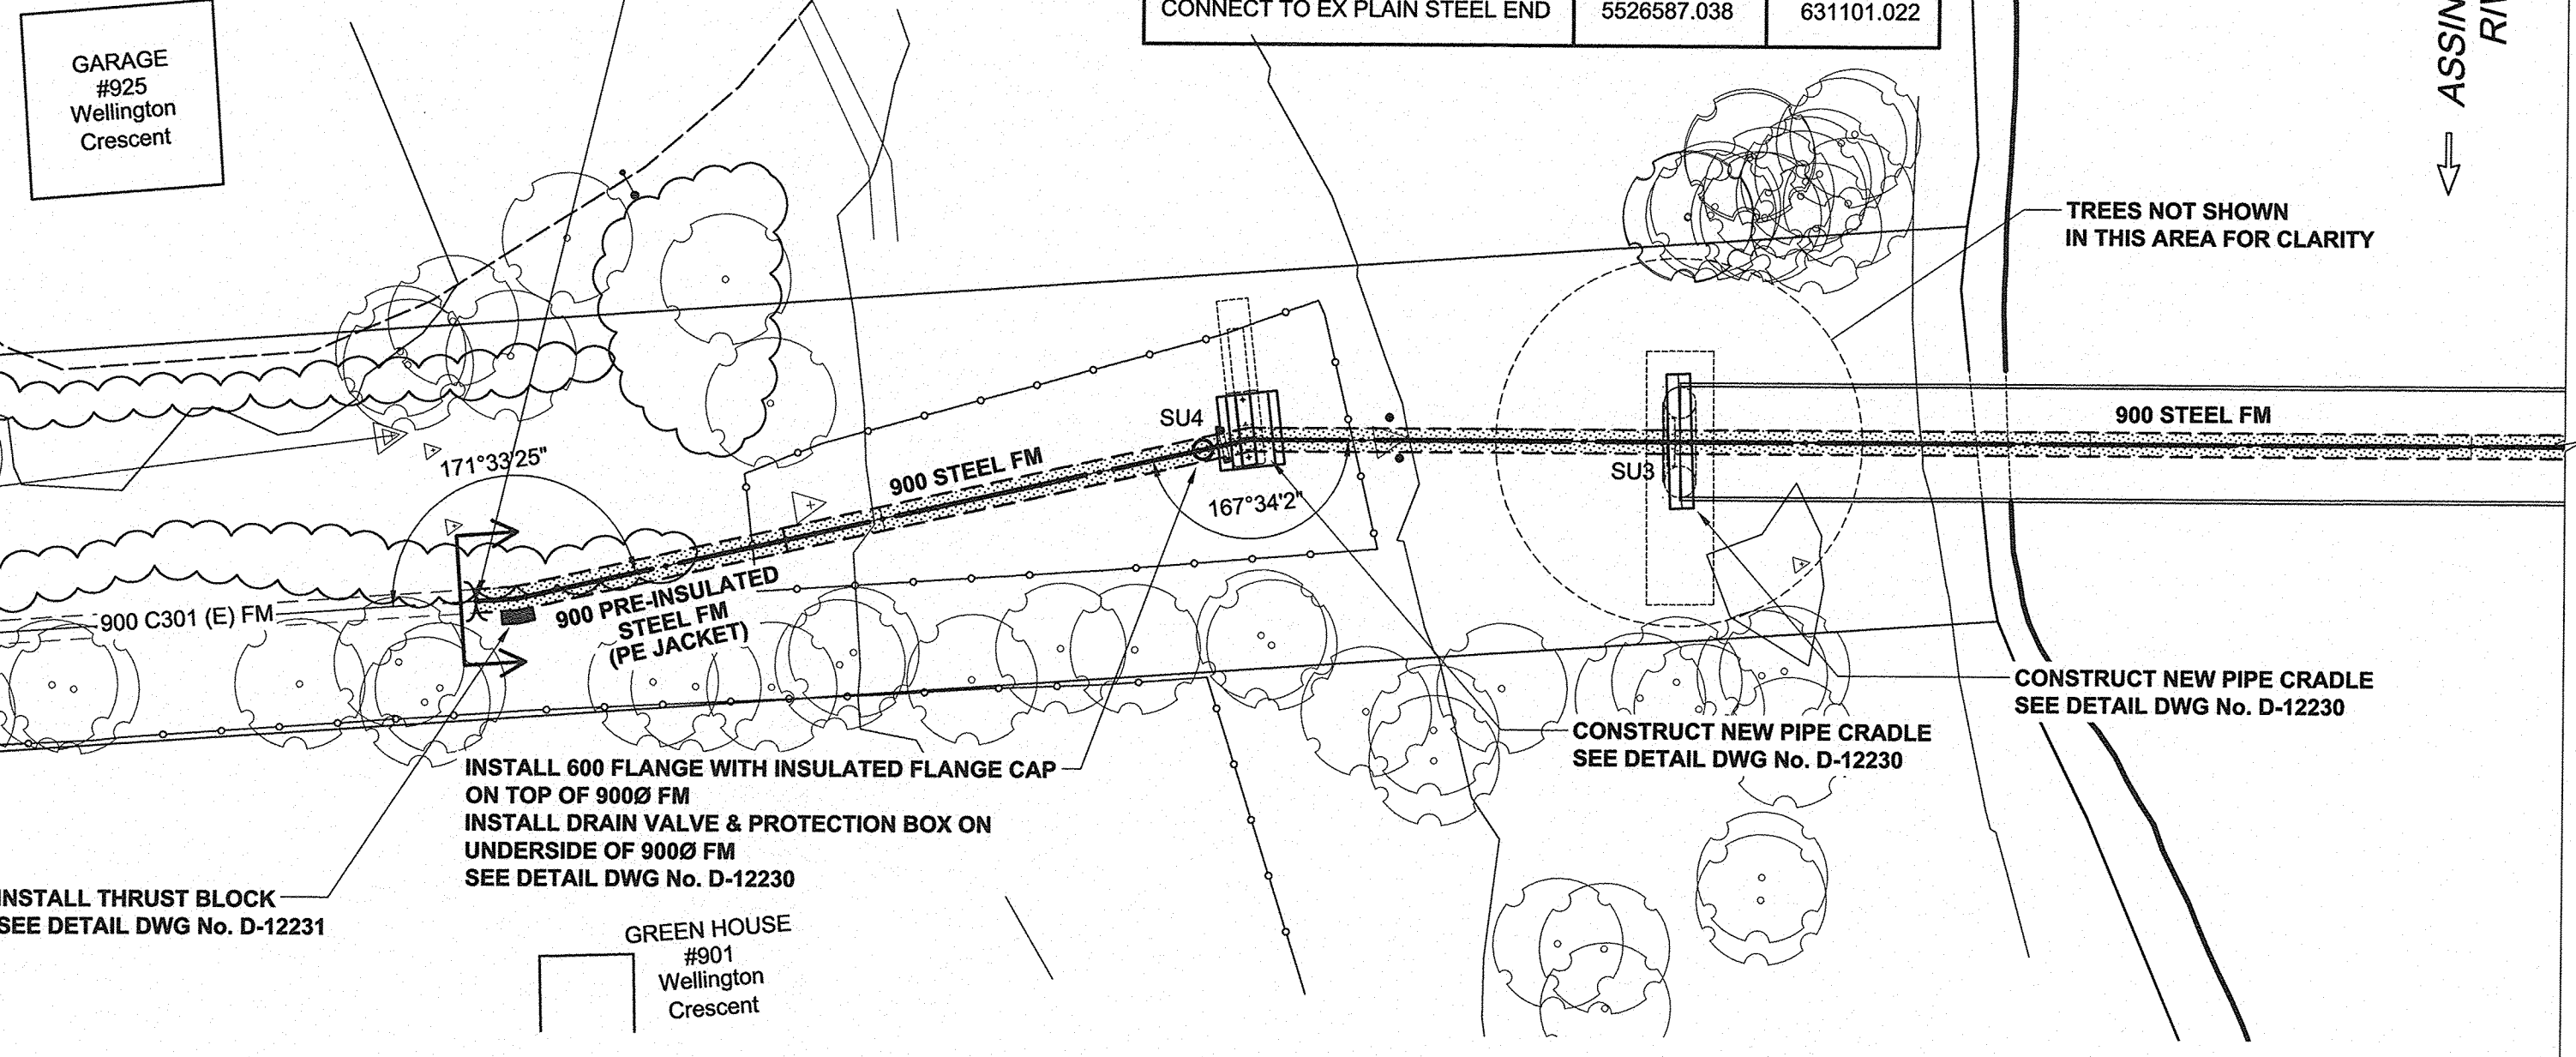 CONNECT TO EX PLAIN STEEL END 5526587.038 631101.022
GARAGE
#925
Wellington
Crescent
TREES NOT SHOWN
IN THIS AREA FOR CLARITY
900 STEEL FM
SU4
SU3
900 STEEL FM
171°33'25"
167°34'2"
900 C301 (E) FM
900 PRE-INSULATED
STEEL FM
(PE JACKET)
CONSTRUCT NEW PIPE CRADLE
SEE DETAIL DWG No. D-12230
CONSTRUCT NEW PIPE CRADLE
SEE DETAIL DWG No. D-12230
INSTALL 600 FLANGE WITH INSULATED FLANGE CAP
ON TOP OF 900Ø FM
INSTALL DRAIN VALVE & PROTECTION BOX ON
UNDERSIDE OF 900Ø FM
SEE DETAIL DWG No. D-12230
INSTALL THRUST BLOCK
SEE DETAIL DWG No. D-12231
GREEN HOUSE
#901
Wellington
Crescent